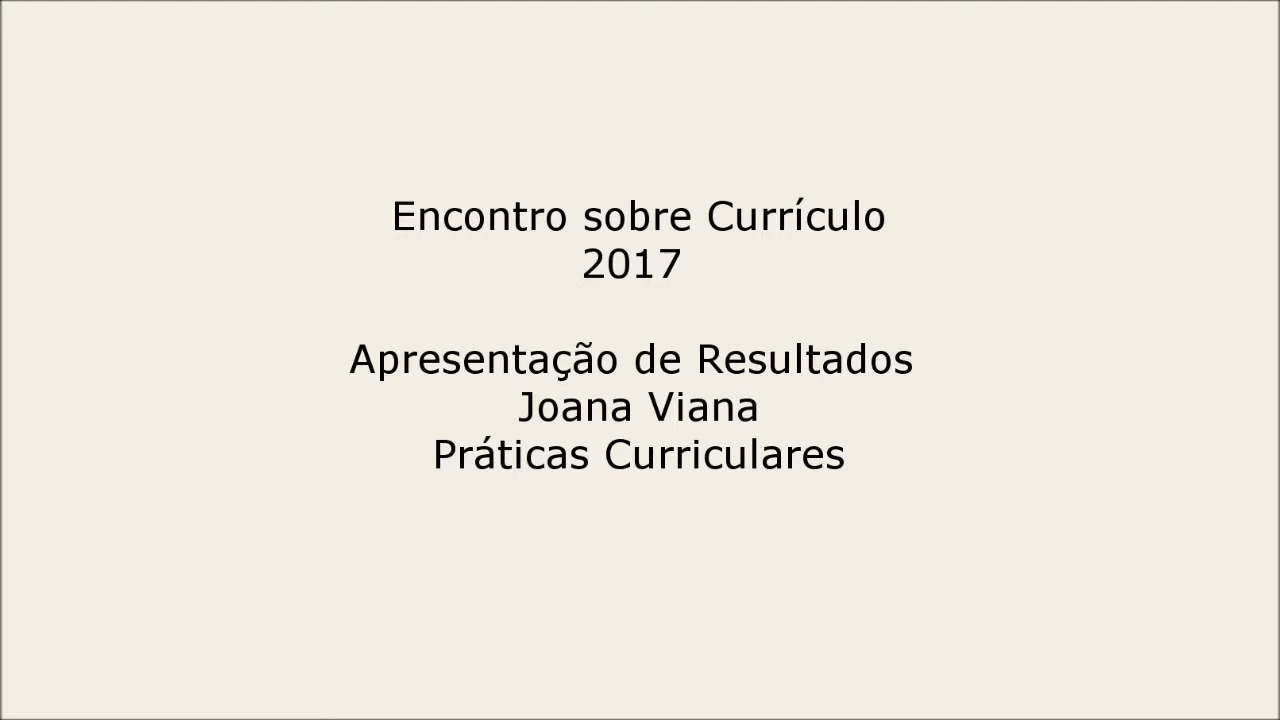 Encontro sobre Currículo
2017
Apresentação de Resultados
Joana Viana
Práticas Curriculares